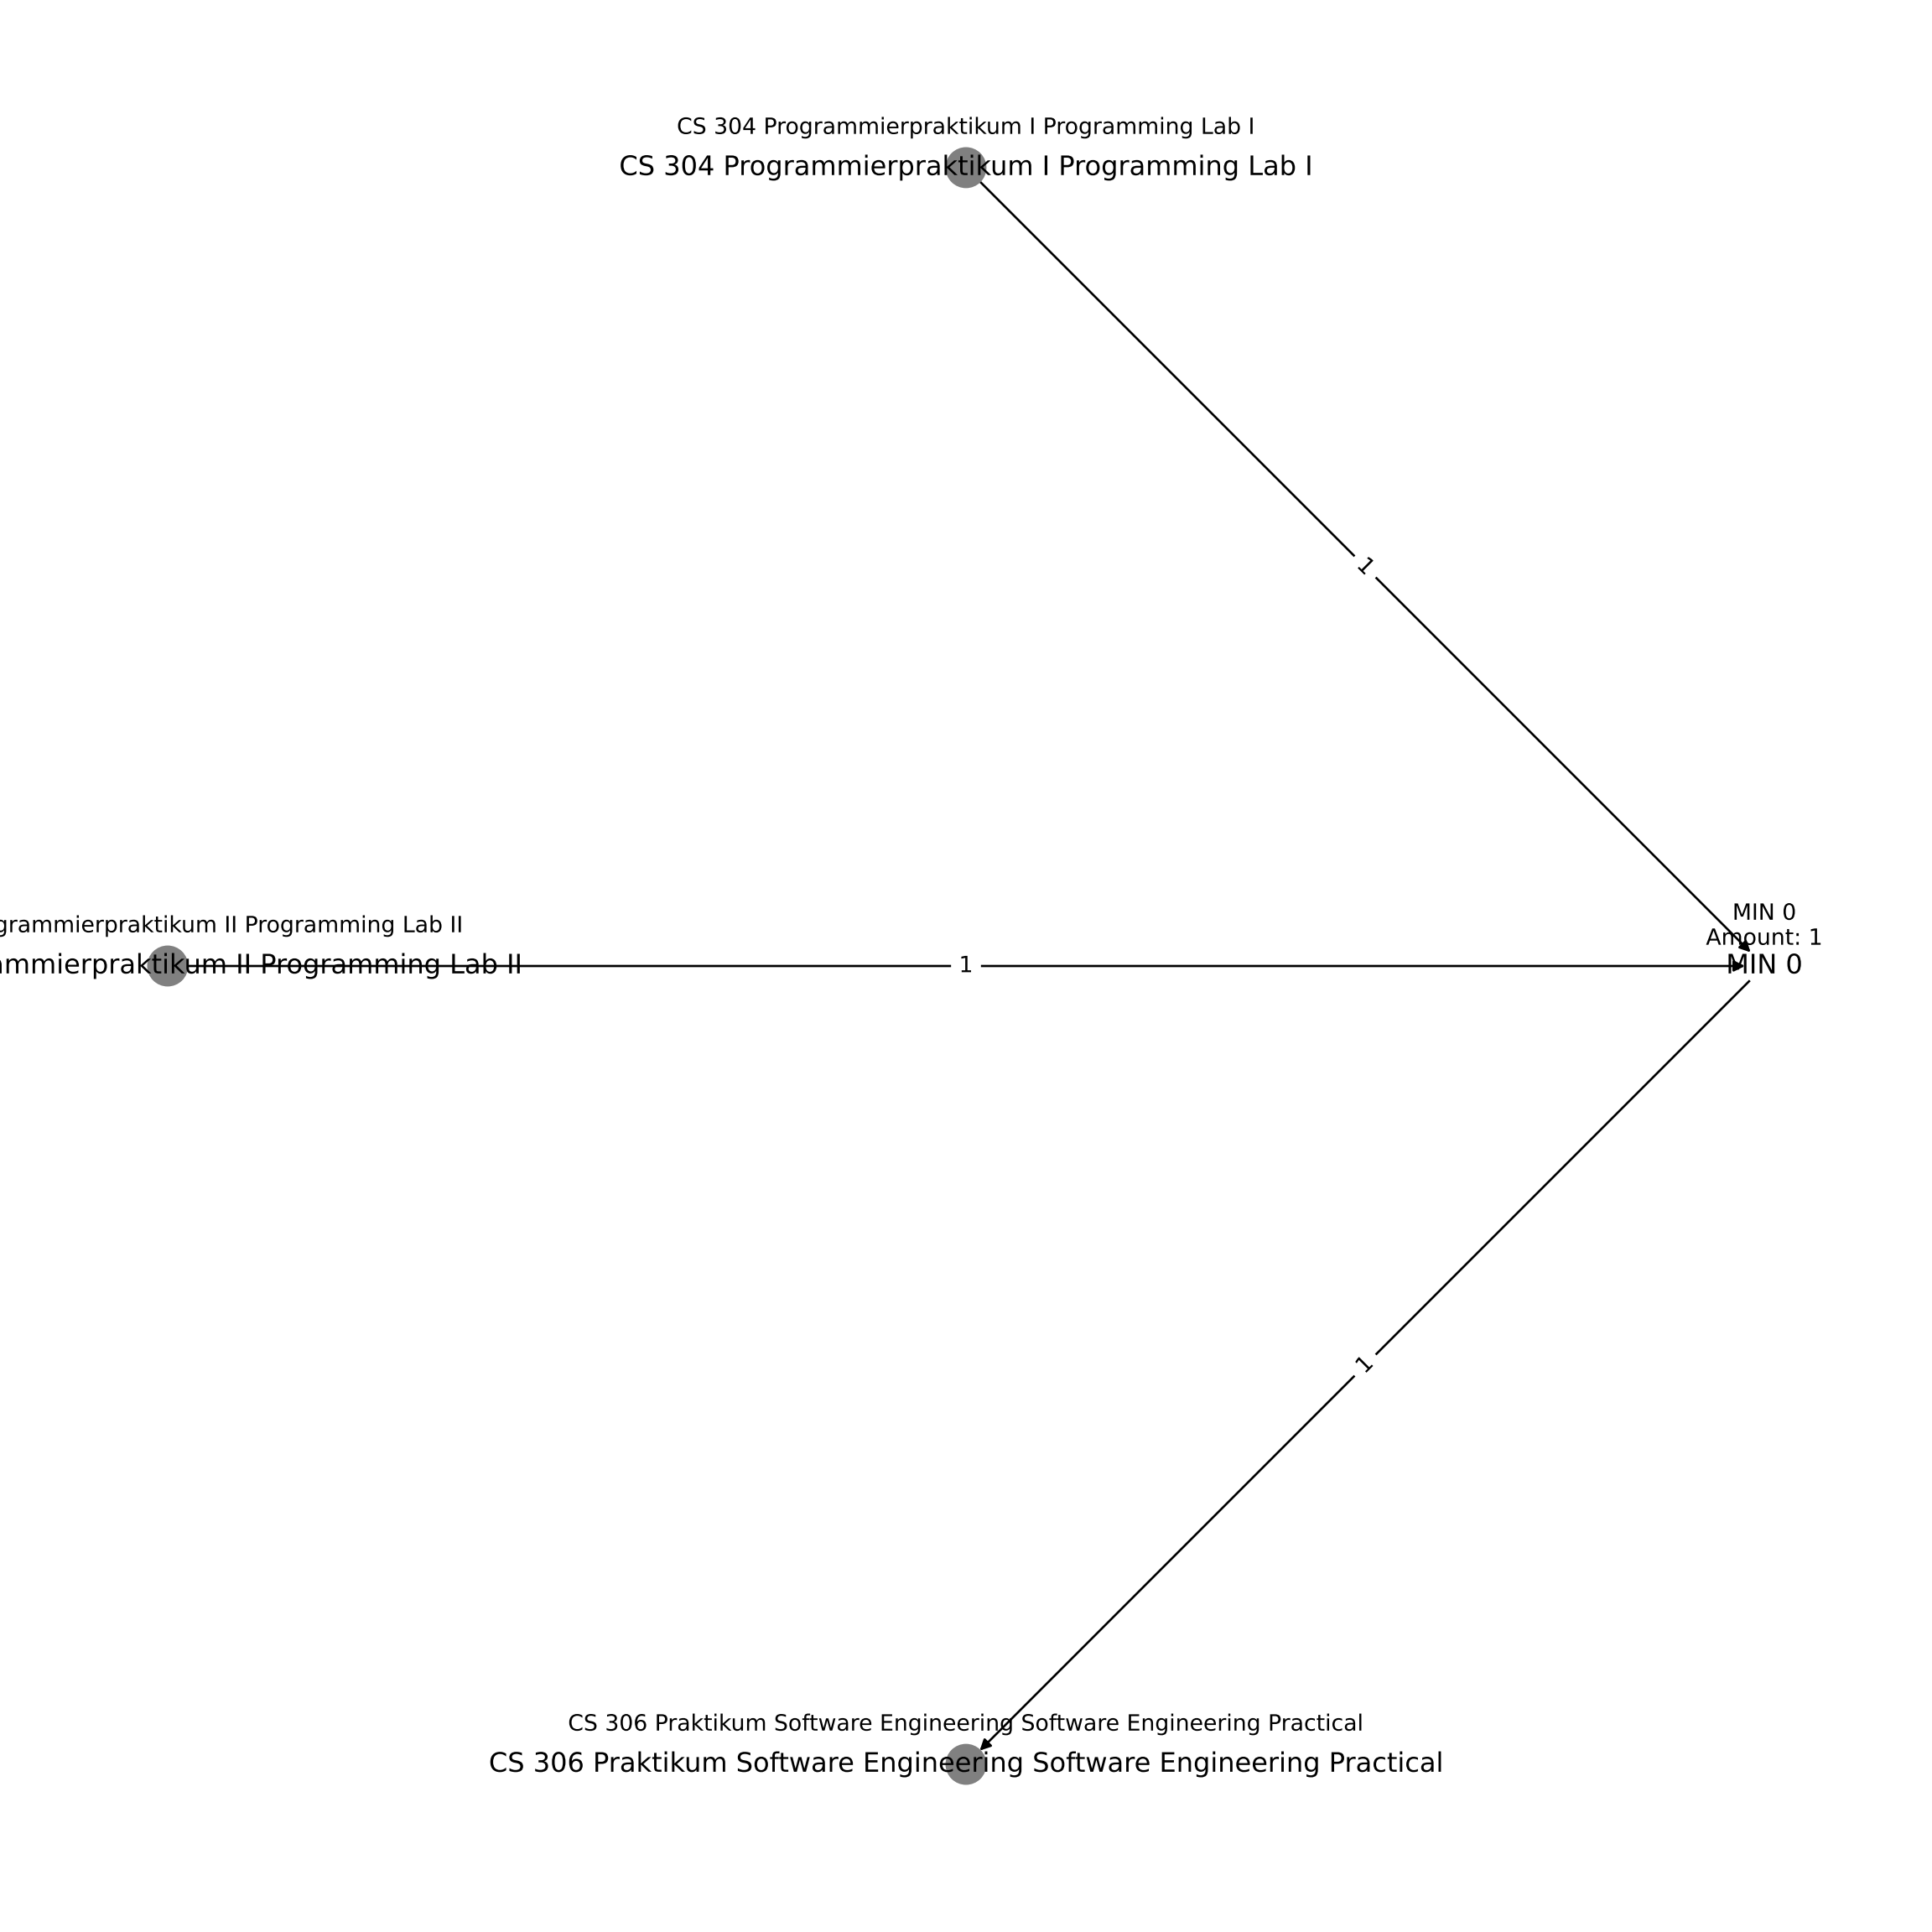 CS 304 Programmierpraktikum I Programming Lab I
CS 304 Programmierpraktikum I Programming Lab I
1
MIN 0
Amount: 1
grammierpraktikum II Programming Lab II
ammierpraktikum II Programming Lab II
1
MIN 0
1
CS 306 Praktikum Software Engineering Software Engineering Practical
CS 306 Praktikum Software Engineering Software Engineering Practical